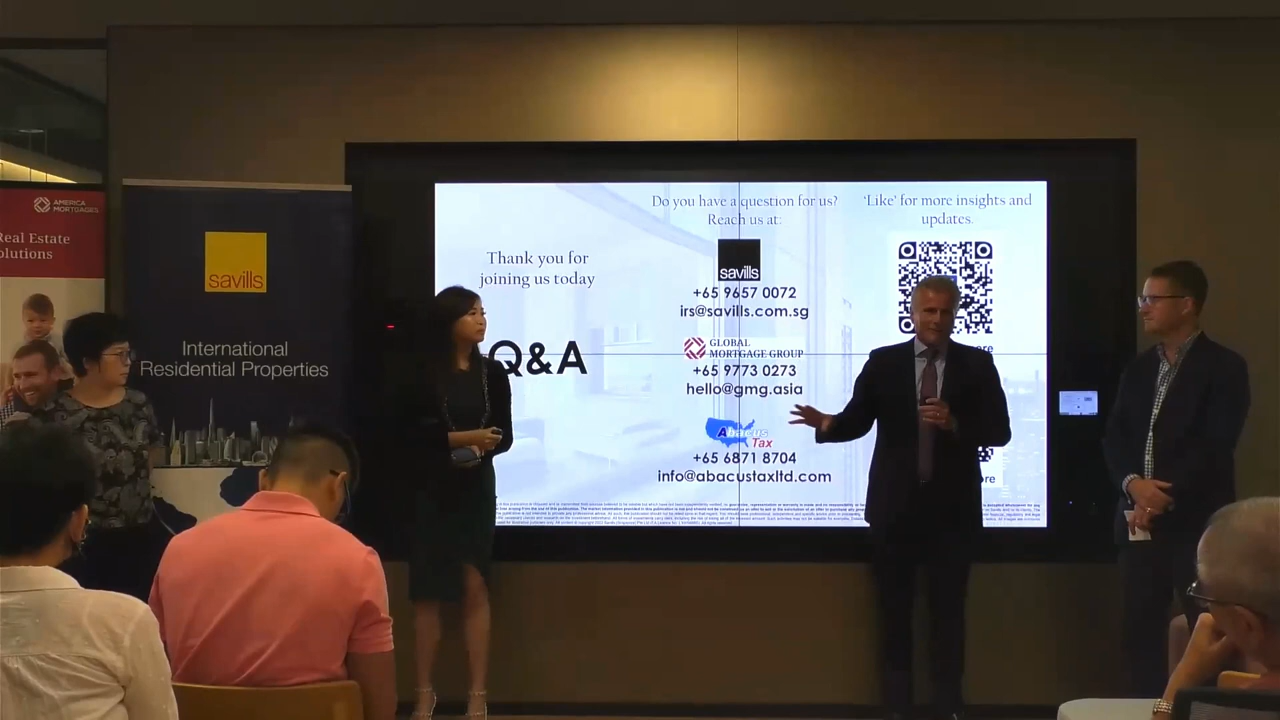 AMERICA
MORTGAGES
Real Estate
olutions
savills
International
Residential Properties
Thank you for
joining us today
Q&A
Do you have a question for us?
Reach us at:
savills
+65 9657 0072
irs@savills.com.sg
GLOBAL
MORTGAGE GROUP
+65 9773 0273
hello@gmg.asia
Abacus
Tax
+65 6871 8704
info@abacustaxltd.com
'Like' for more insights and
updates.